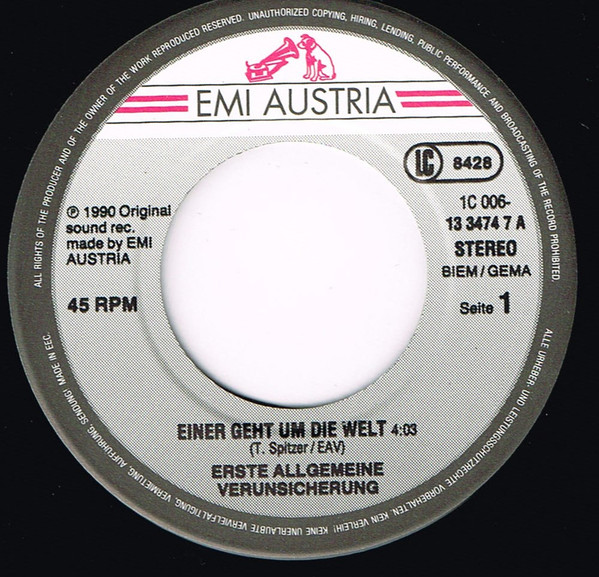 ALL RIGHTS OF THE PRODUCER AND OF THE OWNER OF THE WORK REPRODUCED RESERVED. UNAUTHORIZED COPYING, HIRING, LENDING, PUBLIC PERFORMANCE AND BROADCASTING OF THE RECORD PROHIBITED.
EMI AUSTRIA
LC 8428
℗ 1990 Original
sound rec.
made by EMI
AUSTRIA
45 RPM
1C 006-
13 3474 7 A
STEREO
BIEM/GEMA
Seite 1
EINER GEHT UM DIE WELT 4:03
(T. Spitzer/EAV)
ERSTE ALLGEMEINE
VERUNSICHERUNG
ALLE URHEBER- UND LEISTUNGSSCHUTZRECHTE VORBEHALTEN. KEIN VERLEIH! KEINE UNERLAUBTE VERVIELFÄLTIGUNG, VERMIETUNG, AUFFÜHRUNG, SENDUNG! MADE IN EEC.